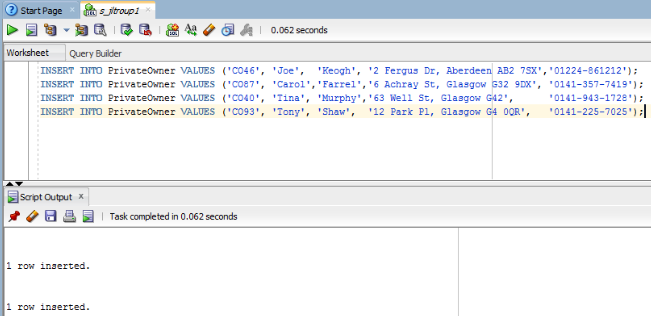 Start Page
s_jitroup1
0.062 seconds
Worksheet Query Builder
INSERT INTO PrivateOwner VALUES ('CO46', 'Joe', 'Keogh', '2 Fergus Dr, Aberdeen AB2 7SX','01224-861212');
INSERT INTO PrivateOwner VALUES ('CO87', 'Carol','Farrel','6 Achray St, Glasgow G32 9DX', '0141-357-7419');
INSERT INTO PrivateOwner VALUES ('CO40', 'Tina', 'Murphy','63 Well St, Glasgow G42', '0141-943-1728');
INSERT INTO PrivateOwner VALUES ('CO93', 'Tony', 'Shaw', '12 Park Pl, Glasgow G4 0QR', '0141-225-7025');
Script Output
Task completed in 0.062 seconds
1 row inserted.
1 row inserted.